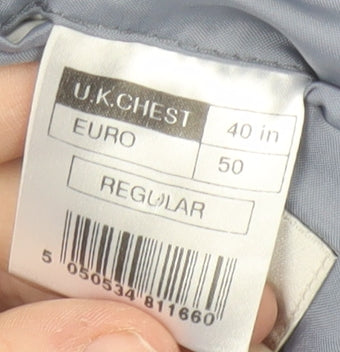 U.K.CHEST 40 in
EURO 50
REGULAR
5 050534 811660